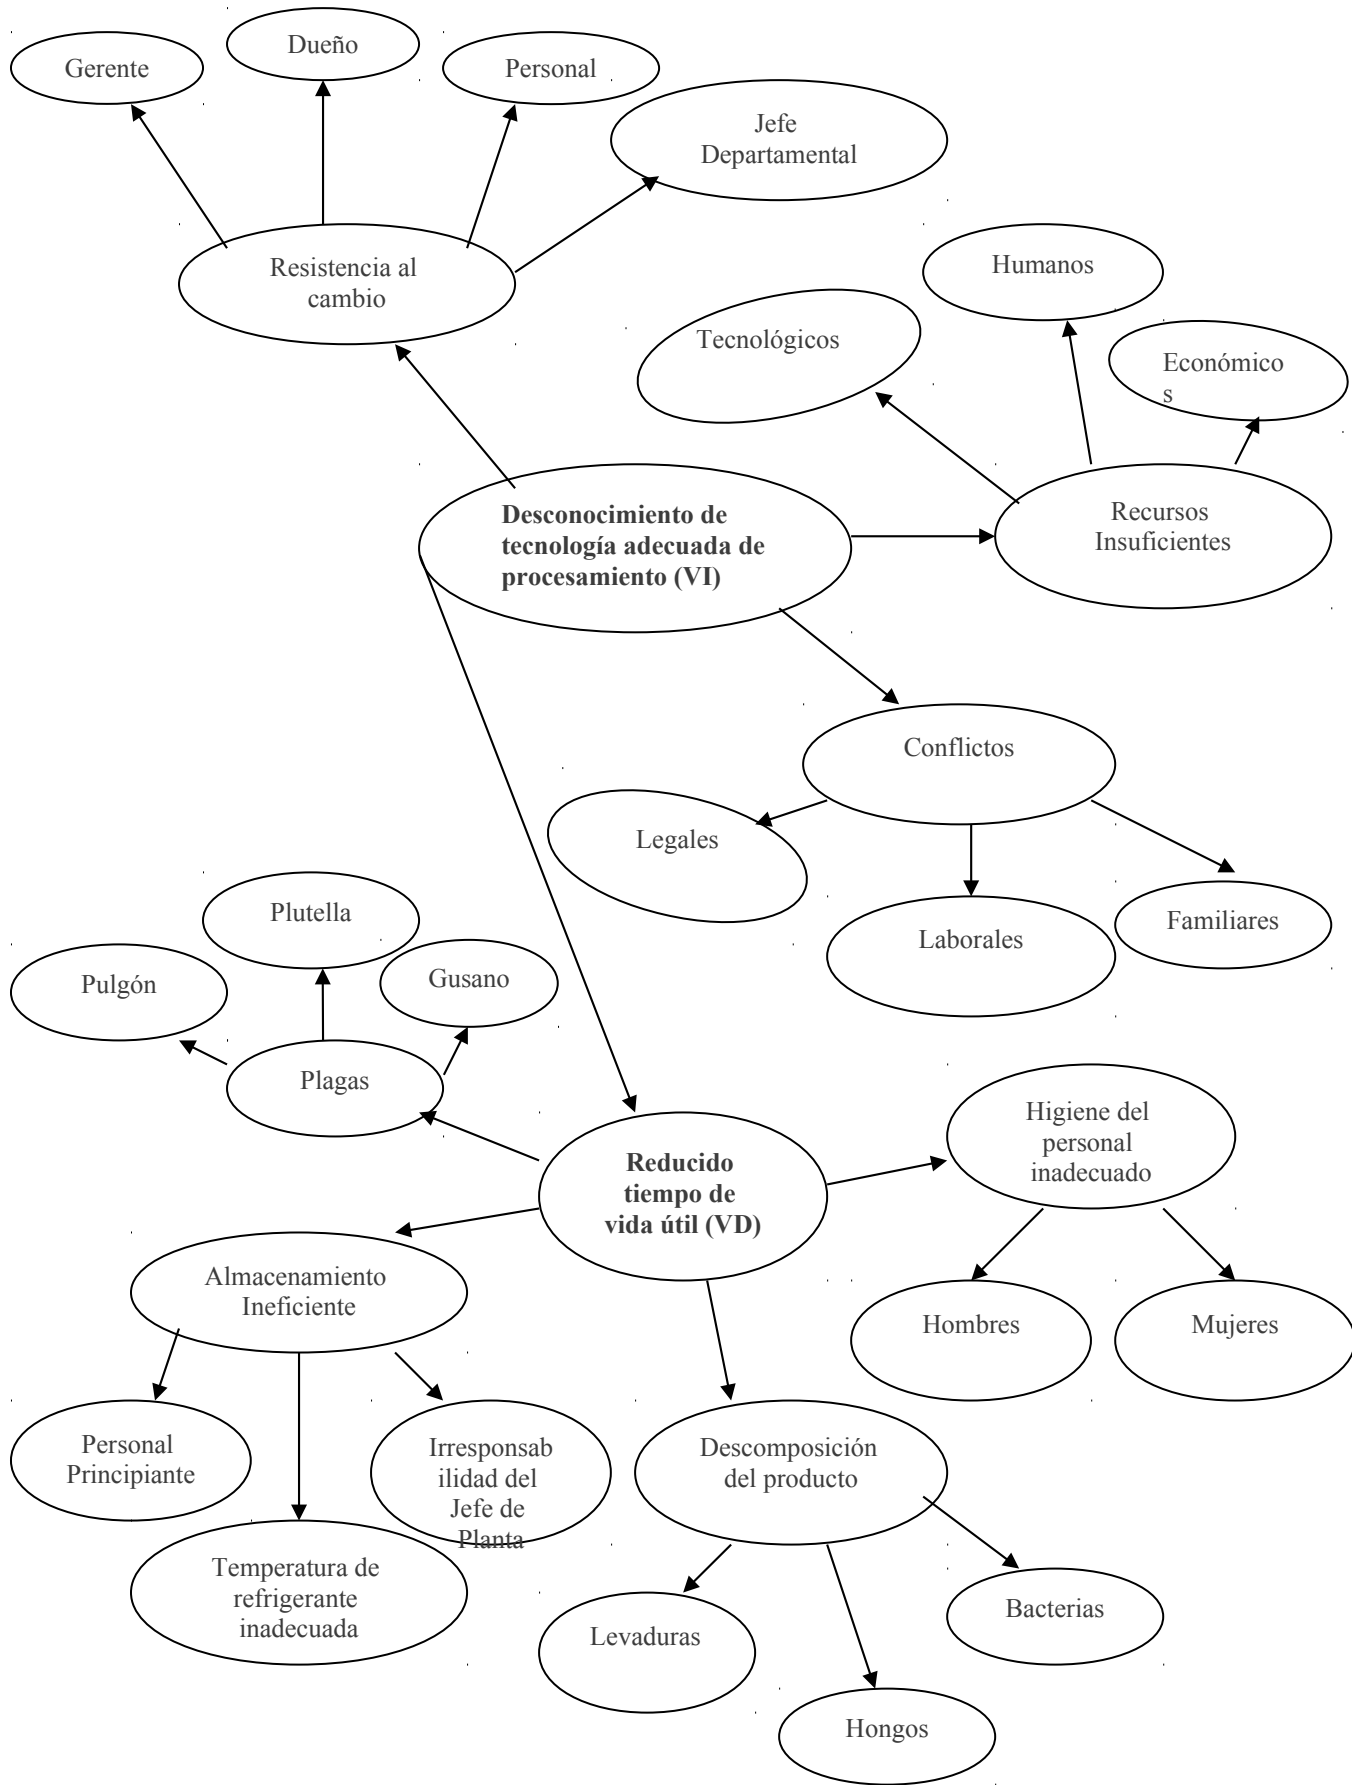 Dueño
Gerente
Personal
Jefe
Departamental
Resistencia al
cambio
Humanos
Tecnológicos
Económico
s
Desconocimiento de
tecnología adecuada de
procesamiento (VI)
Recursos
Insuficientes
Conflictos
Legales
Laborales
Familiares
Plutella
Pulgón
Gusano
Plagas
Higiene del
personal
inadecuado
Reducido
tiempo de
vida útil (VD)
Almacenamiento
Ineficiente
Hombres
Mujeres
Personal
Principiante
Irresponsab
ilidad del
Jefe de
Planta
Descomposición
del producto
Temperatura de
refrigerante
inadecuada
Levaduras
Bacterias
Hongos